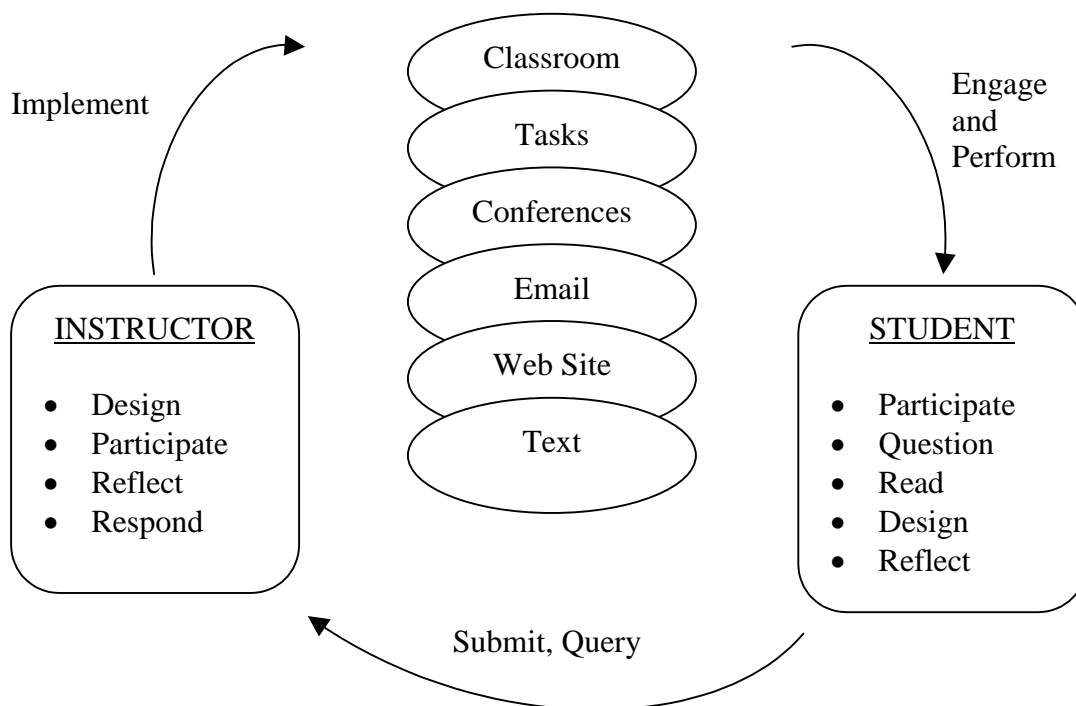 Implement
Classroom
Tasks
Conferences
Email
Web Site
Text
Engage
and
Perform
INSTRUCTOR
• Design
• Participate
• Reflect
• Respond
STUDENT
• Participate
• Question
• Read
• Design
• Reflect
Submit, Query